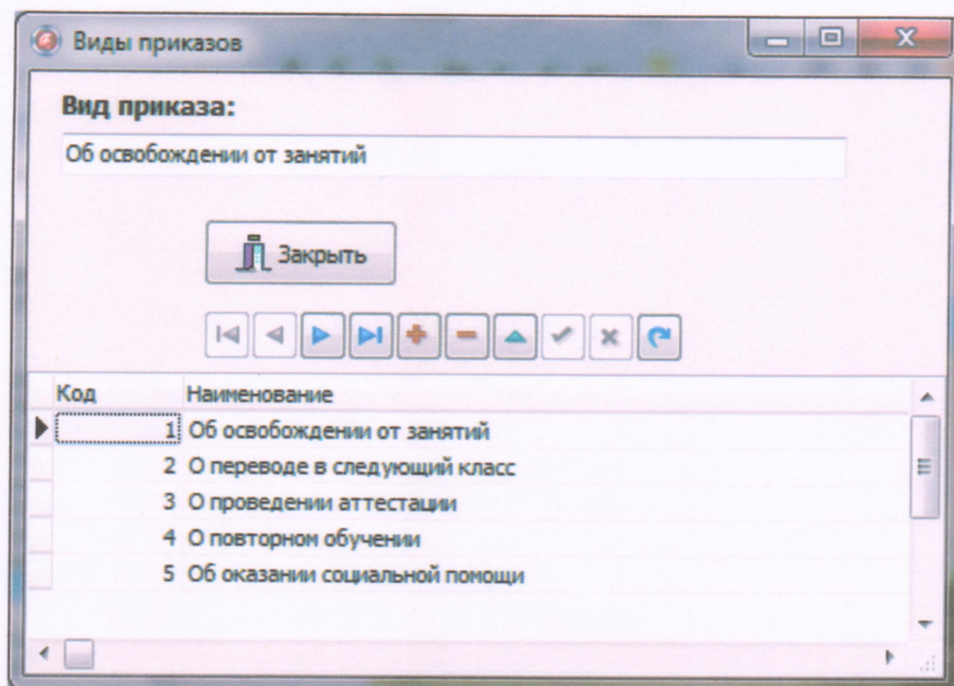 Виды приказов
Вид приказа:
Об освобождении от занятий
Закрыть
Код Наименование
1 Об освобождении от занятий
2 О переводе в следующий класс
3 О проведении аттестации
4 О повторном обучении
5 Об оказании социальной помощи